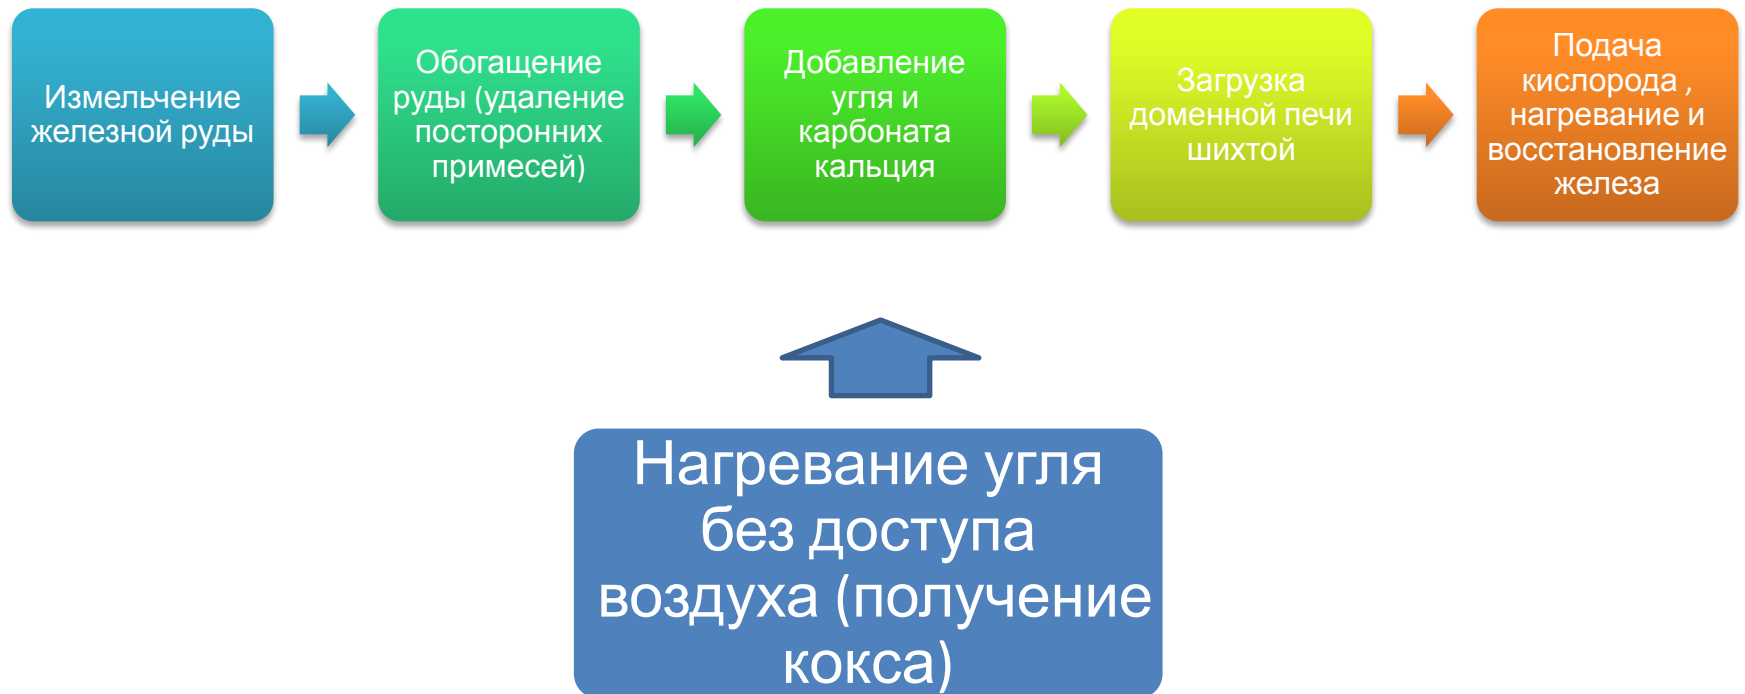 Измельчение
железной руды
Обогащение
руды (удаление
посторонних
примесей)
Добавление
угля и
карбоната
кальция
Загрузка
доменной печи
шихтой
Подача
кислорода ,
нагревание и
восстановление
железа
Нагревание угля
без доступа
воздуха (получение
кокса)